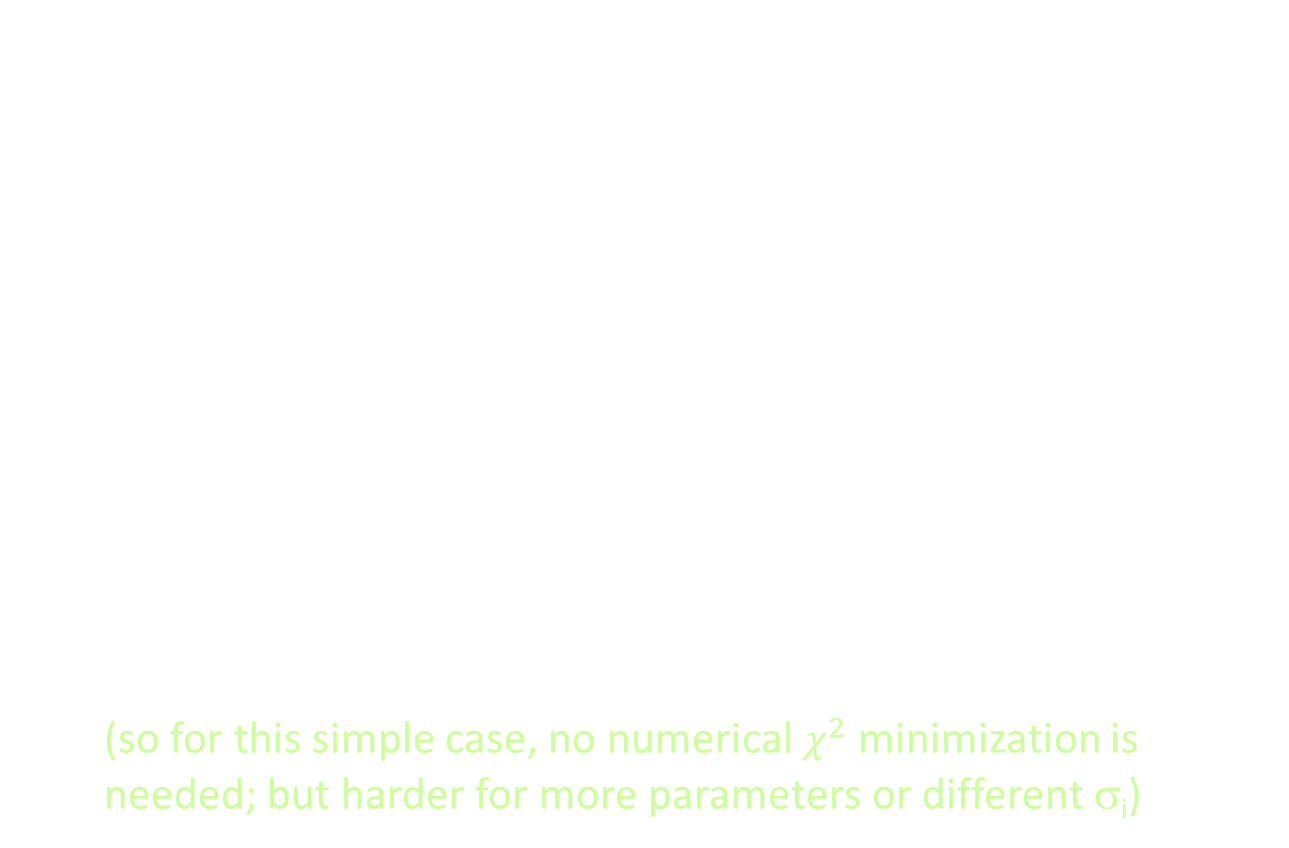 (so for this simple case, no numerical χ² minimization is
needed; but harder for more parameters or different σᵢ)